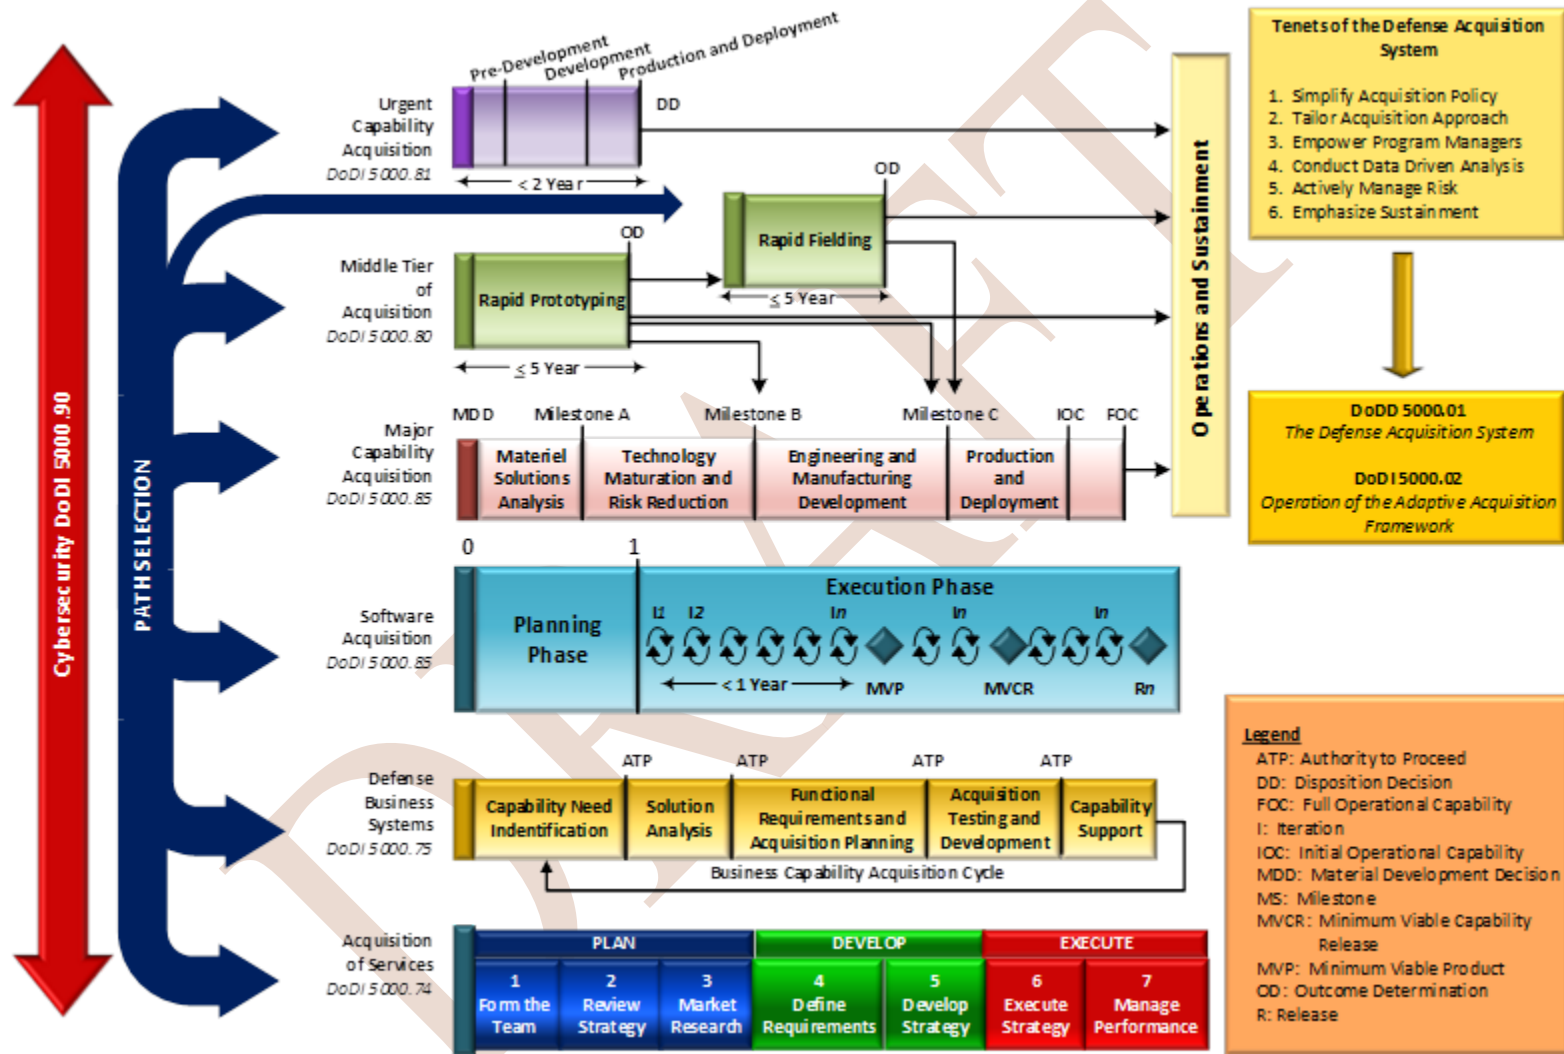 Cybersecurity DoDI 5000.90
PATH SELECTION
Urgent
Capability
Acquisition
DoDI 5000.81
Pre-Development
Development
Production and Deployment
DD
< 2 Year
Middle Tier
of
Acquisition
DoDI 5000.80
Rapid Prototyping
OD
≤ 5 Year
Rapid Fielding
OD
≤ 5 Year
Major
Capability
Acquisition
DoDI 5000.85
MDD
Milestone A
Milestone B
Milestone C
IOC
FOC
Materiel
Solutions
Analysis
Technology
Maturation and
Risk Reduction
Engineering and
Manufacturing
Development
Production
and
Deployment
Operations and Sustainment
Software
Acquisition
DoDI 5000.85
0
1
Planning
Phase
Execution Phase
I1
I2
In
In
In
< 1 Year
MVP
MVCR
Rn
Defense
Business
Systems
DoDI 5000.75
ATP
ATP
ATP
ATP
Capability Need
Indentification
Solution
Analysis
Functional
Requirements and
Acquisition Planning
Acquisition
Testing and
Development
Capability
Support
Business Capability Acquisition Cycle
Acquisition
of Services
DoDI 5000.74
PLAN
DEVELOP
EXECUTE
1
Form the
Team
2
Review
Strategy
3
Market
Research
4
Define
Requirements
5
Develop
Strategy
6
Execute
Strategy
7
Manage
Performance
Tenets of the Defense Acquisition
System
1. Simplify Acquisition Policy
2. Tailor Acquisition Approach
3. Empower Program Managers
4. Conduct Data Driven Analysis
5. Actively Manage Risk
6. Emphasize Sustainment
DoDD 5000.01
The Defense Acquisition System
DoDI 5000.02
Operation of the Adaptive Acquisition
Framework
Legend
ATP: Authority to Proceed
DD: Disposition Decision
FOC: Full Operational Capability
I: Iteration
IOC: Initial Operational Capability
MDD: Material Development Decision
MS: Milestone
MVCR: Minimum Viable Capability
Release
MVP: Minimum Viable Product
OD: Outcome Determination
R: Release
DRAFT